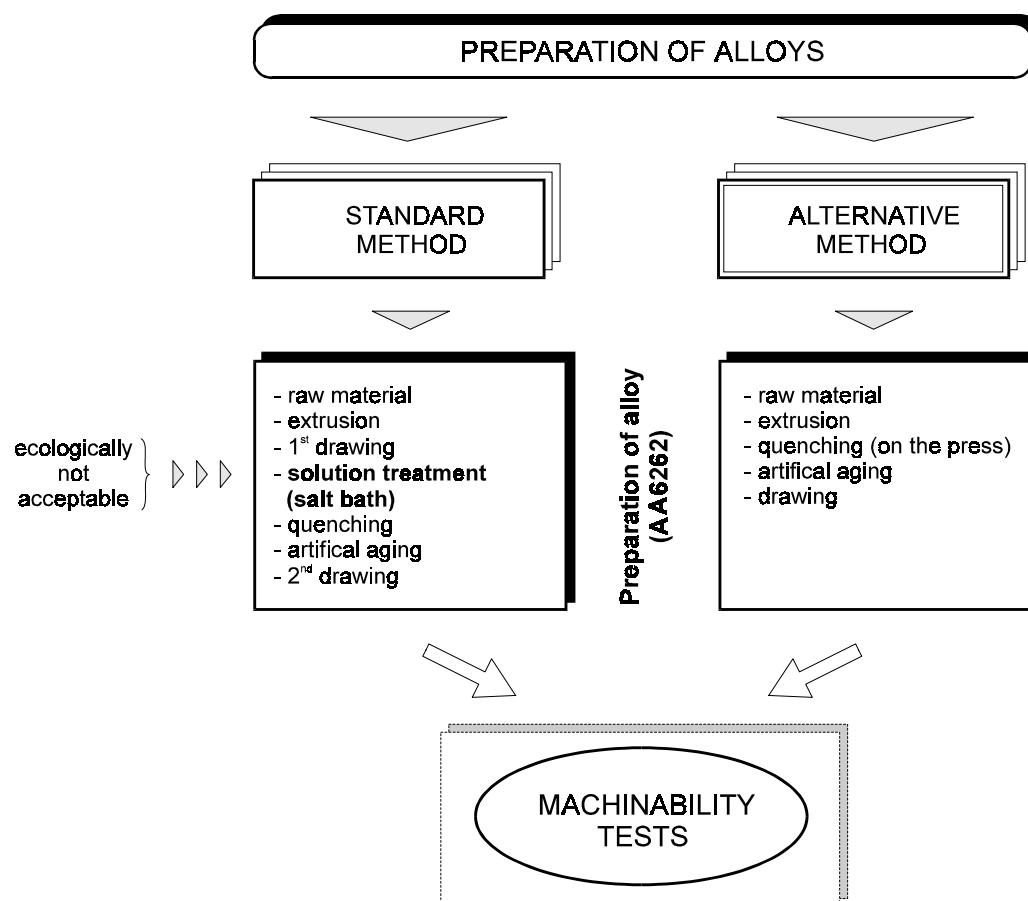 PREPARATION OF ALLOYS
STANDARD
METHOD
ALTERNATIVE
METHOD
ecologically
not
acceptable
- raw material
- extrusion
- 1st drawing
- solution treatment
(salt bath)
- quenching
- artifical aging
- 2nd drawing
Preparation of alloy
(AA6262)
- raw material
- extrusion
- quenching (on the press)
- artifical aging
- drawing
MACHINABILITY
TESTS